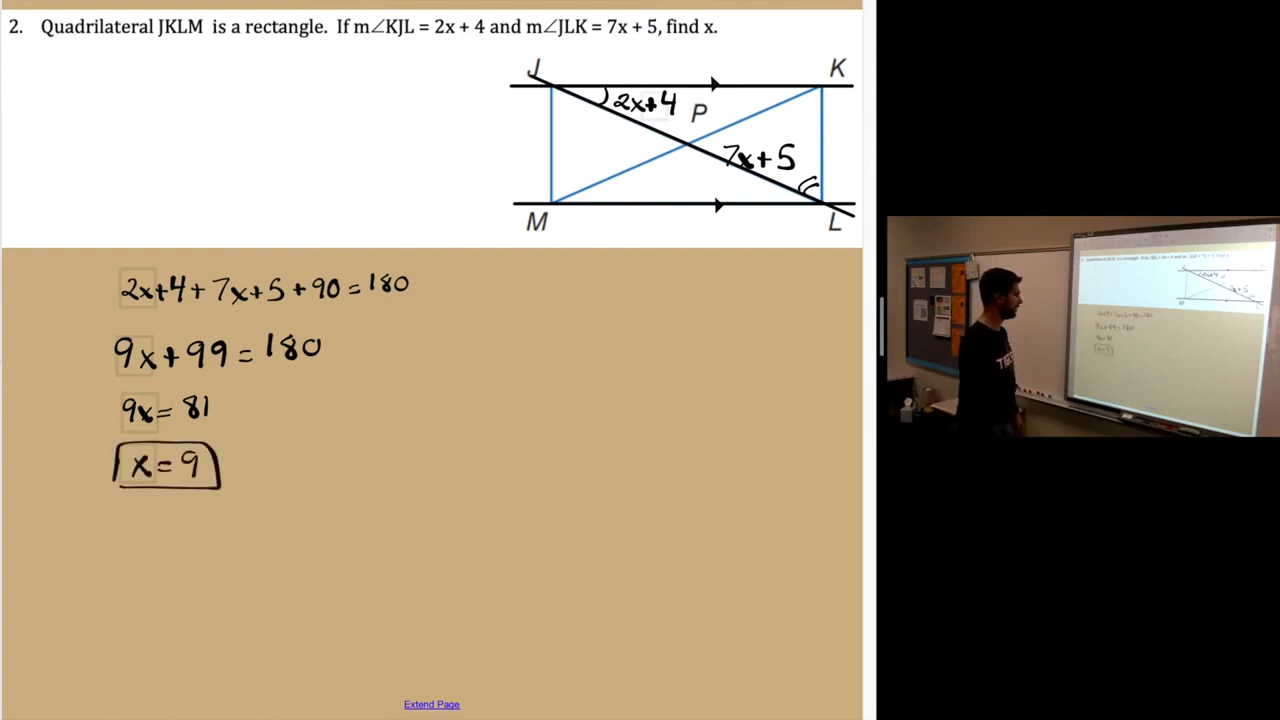 2. Quadrilateral JKLM is a rectangle. If m∠KJL = 2x + 4 and m∠JLK = 7x + 5, find x.
J
K
2x+4
P
7x+5
M
L
2x+4+7x+5+90=180
9x+99=180
9x=81
x=9
Extend Page